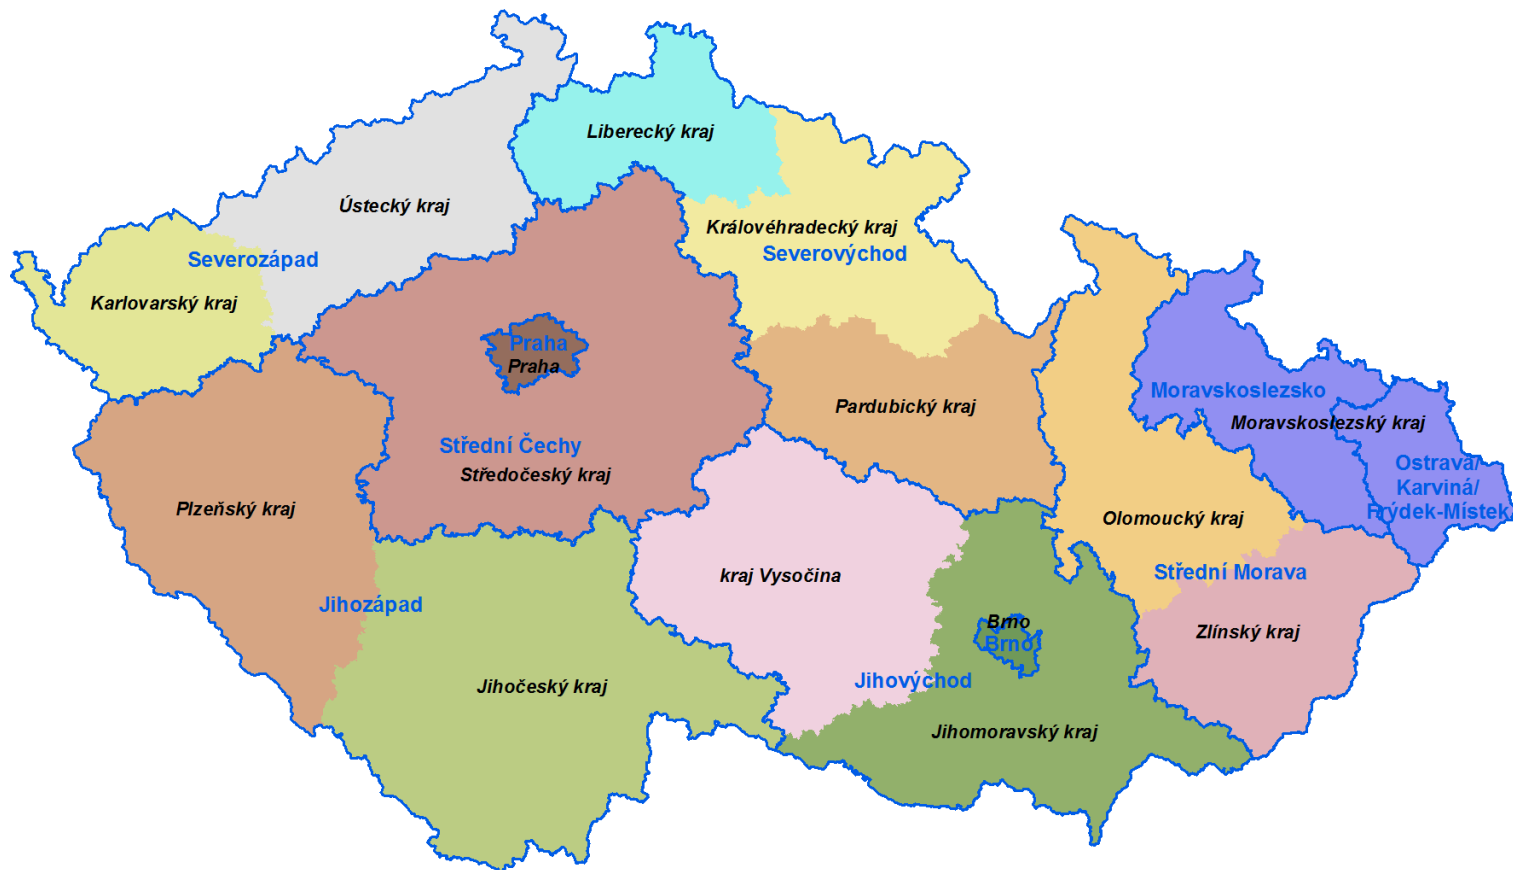 Liberecký kraj
Ústecký kraj
Královéhradecký kraj
Severovýchod
Severozápad
Karlovarský kraj
Praha
Praha
Moravskoslezsko
Pardubický kraj
Moravskoslezský kraj
Střední Čechy
Středočeský kraj
Ostrava/
Karviná/
Frýdek-Místek
Plzeňský kraj
Olomoucký kraj
kraj Vysočina
Střední Morava
Jihozápad
Brno
Brno
Zlínský kraj
Jihočeský kraj
Jihovýchod
Jihomoravský kraj